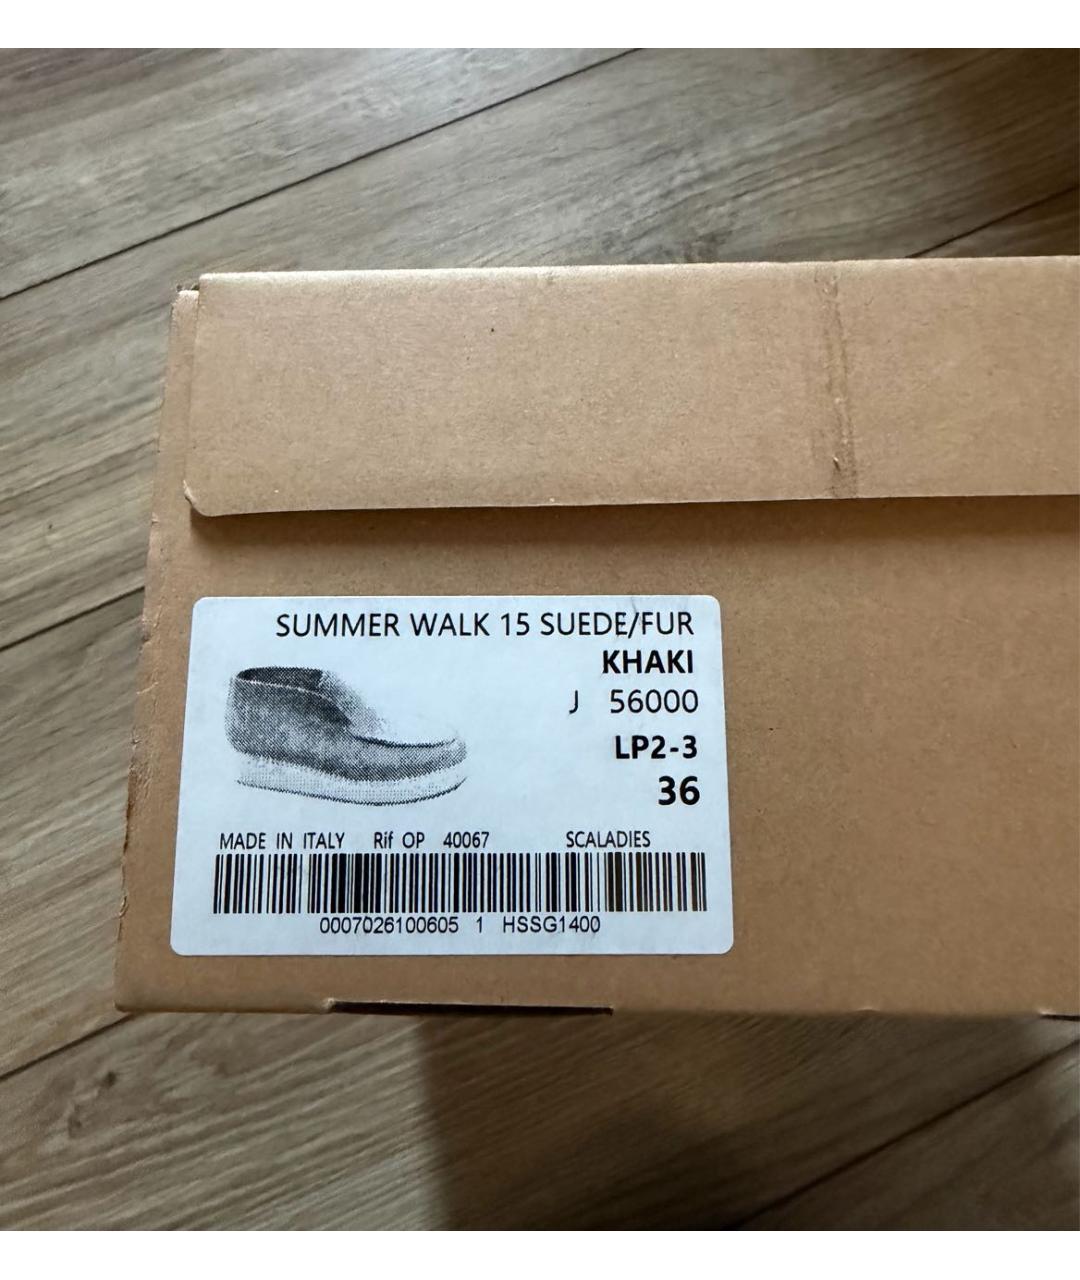 SUMMER WALK 15 SUEDE/FUR
KHAKI
J 56000
LP2-3
36
MADE IN ITALY Rif OP 40067 SCALADIES
0007026100605 1 HSSG1400